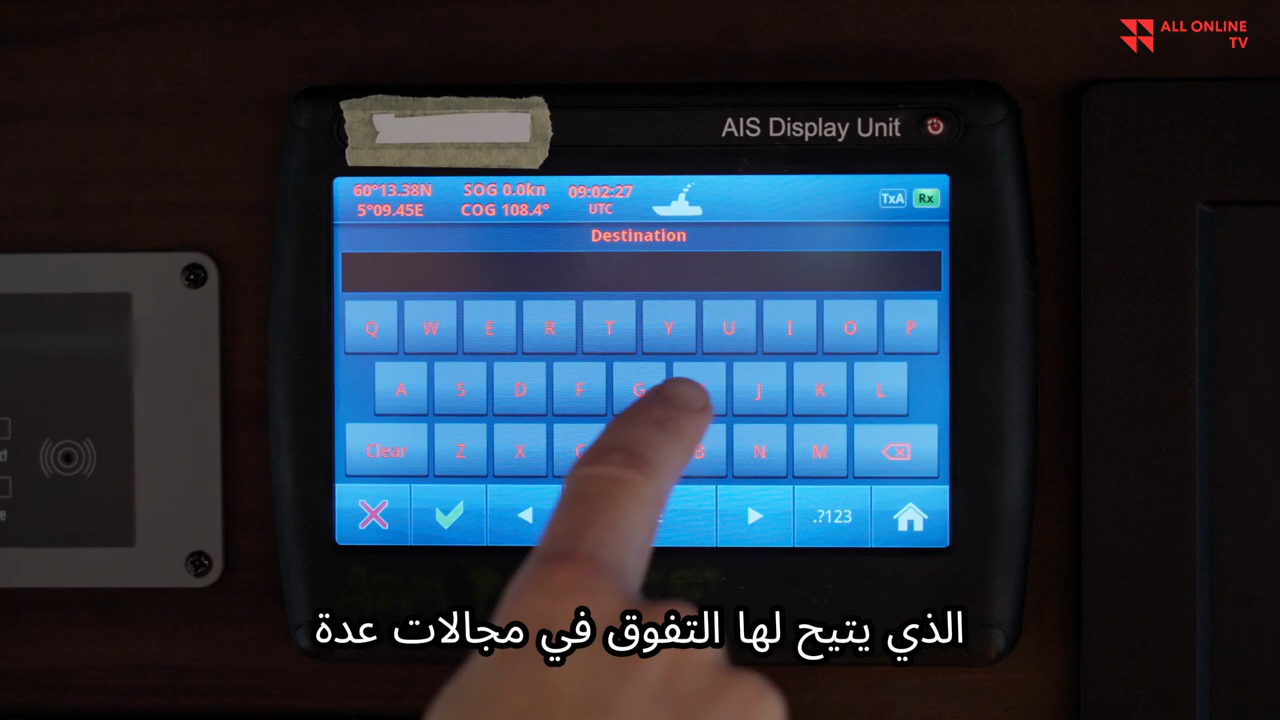 ALL ONLINE
TV
AIS Display Unit
60°13.38N
5°09.45E
SOG 0.0kn
COG 108.4°
09:02:27
UTC
TxA
Rx
Destination
Q W E R T Y U I O P
A S D F G J K L
Clear Z X C B N M
.?123
الذي يتيح لها التفوق في مجالات عدة